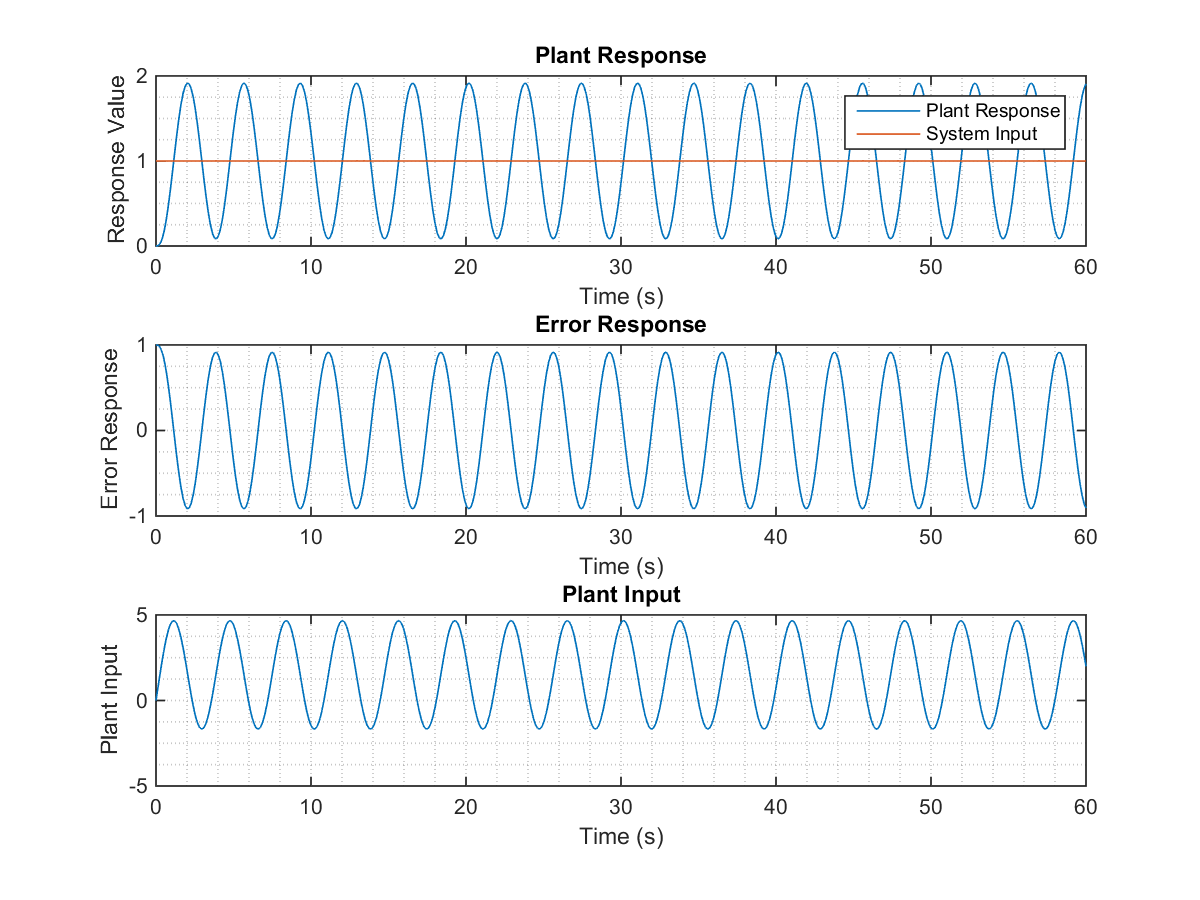 Plant Response
2
1
0
Response Value
Plant Response
System Input
0 10 20 30 40 50 60
Time (s)
Error Response
1
0
-1
Error Response
0 10 20 30 40 50 60
Time (s)
Plant Input
5
0
-5
Plant Input
0 10 20 30 40 50 60
Time (s)